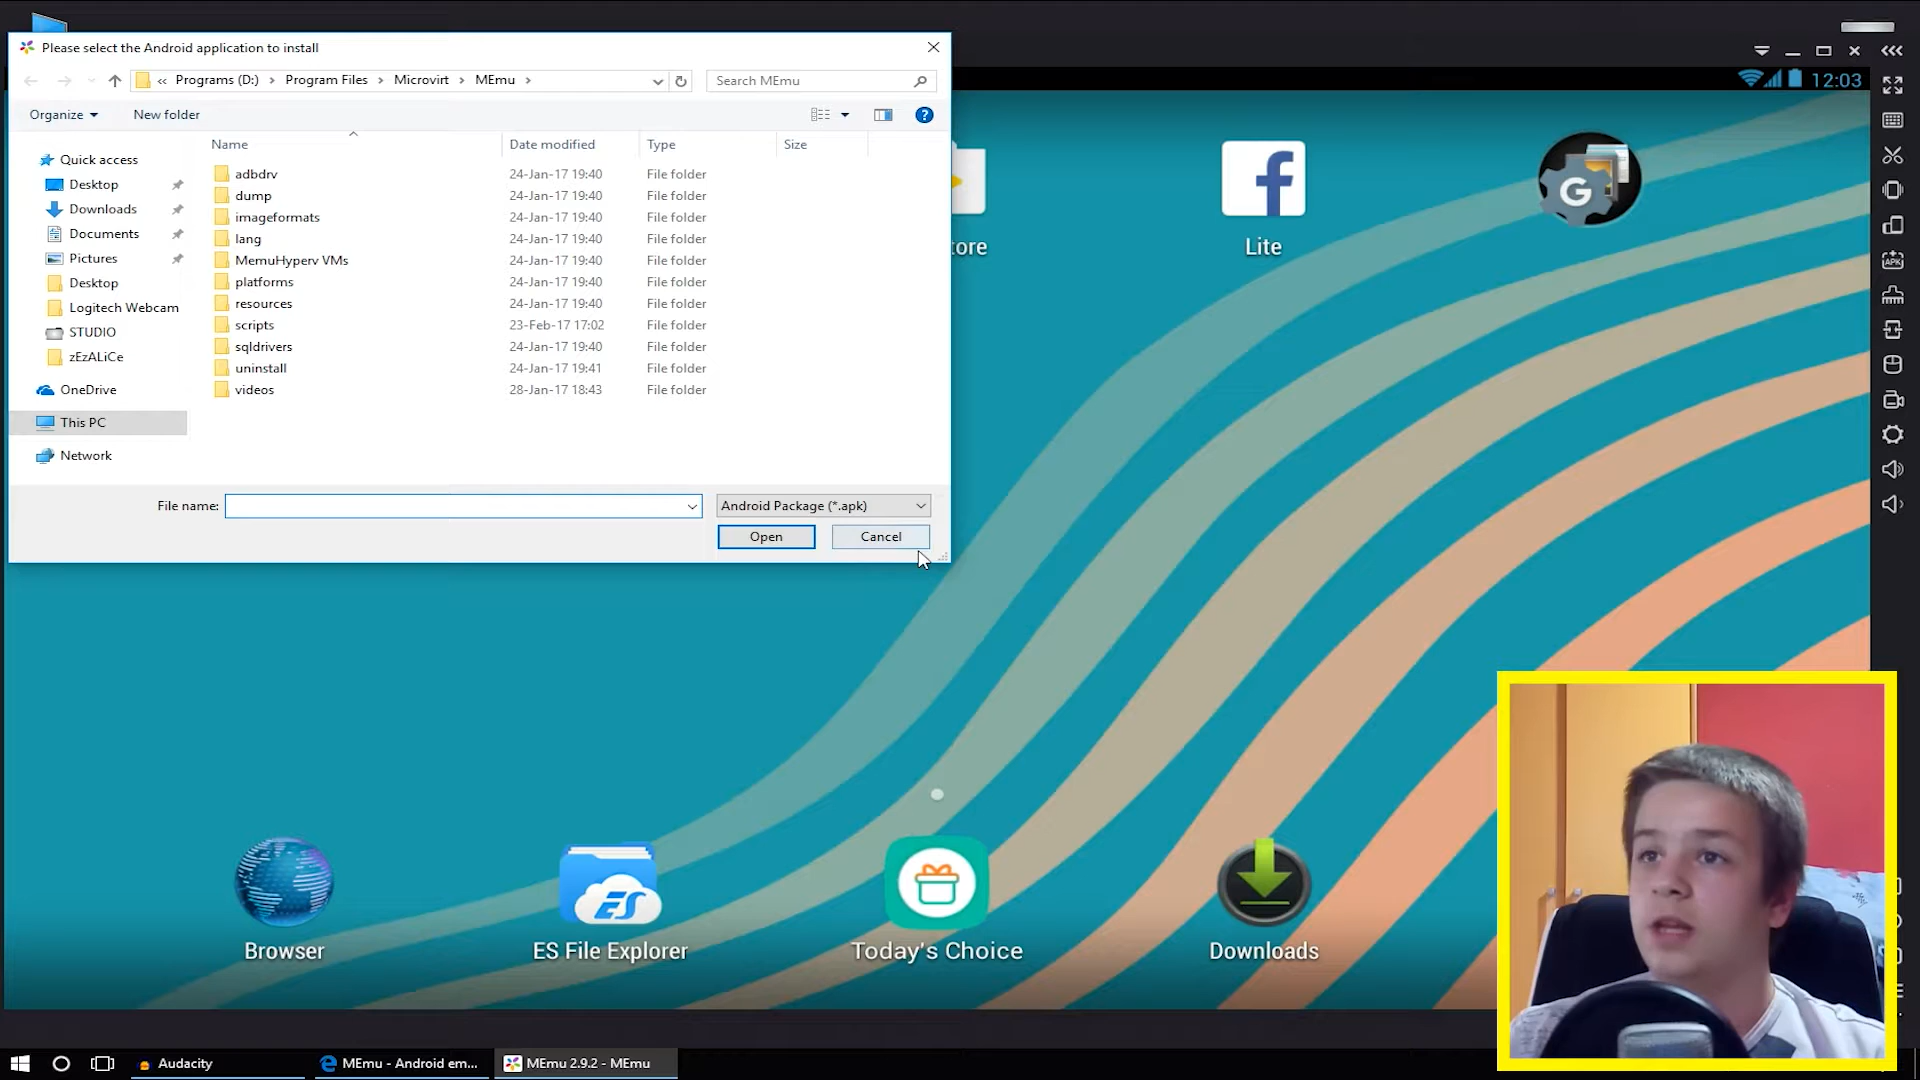 Please select the Android application to install
« Programs (D:) > Program Files > Microvirt > MEmu >
Search MEmu
12:03
Organize
New folder
Name Date modified Type Size
Quick access
Desktop
Downloads
Documents
Pictures
Desktop
Logitech Webcam
STUDIO
zEzALiCe
OneDrive
This PC
Network
adbdrv 24-Jan-17 19:40 File folder
dump 24-Jan-17 19:40 File folder
imageformats 24-Jan-17 19:40 File folder
lang 24-Jan-17 19:40 File folder
MemuHyperv VMs 24-Jan-17 19:40 File folder
platforms 24-Jan-17 19:40 File folder
resources 24-Jan-17 19:40 File folder
scripts 23-Feb-17 17:02 File folder
sqldrivers 24-Jan-17 19:40 File folder
uninstall 24-Jan-17 19:41 File folder
videos 28-Jan-17 18:43 File folder
File name:
Android Package (*.apk)
Open
Cancel
tore
f
Lite
G
APK
ES
Browser
ES File Explorer
Today's Choice
Downloads
Audacity
MEmu - Android em...
MEmu 2.9.2 - MEmu